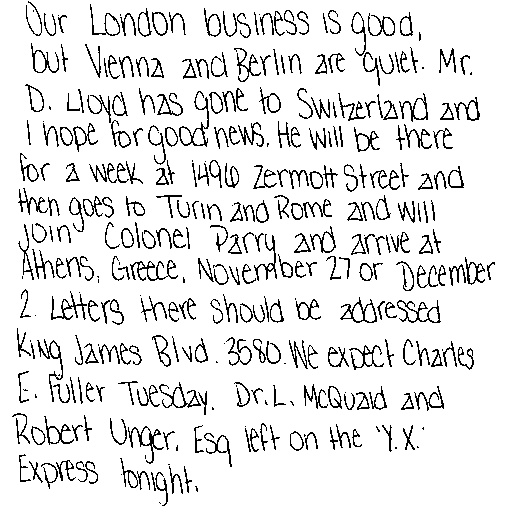 Our London business is good,
but Vienna and Berlin are quiet. Mr.
D. Lloyd has gone to Switzerland and
I hope for good news. He will be there
for a week at 1496 Zermott Street and
then goes to Turin and Rome and will
join Colonel Parry and arrive at
Athens, Greece, November 27 or December
2. Letters there should be addressed
King James Blvd. 3580. We expect Charles
E. Fuller Tuesday. Dr. L. McQuaid and
Robert Unger, Esq left on the 'Y.X.'
Express tonight.